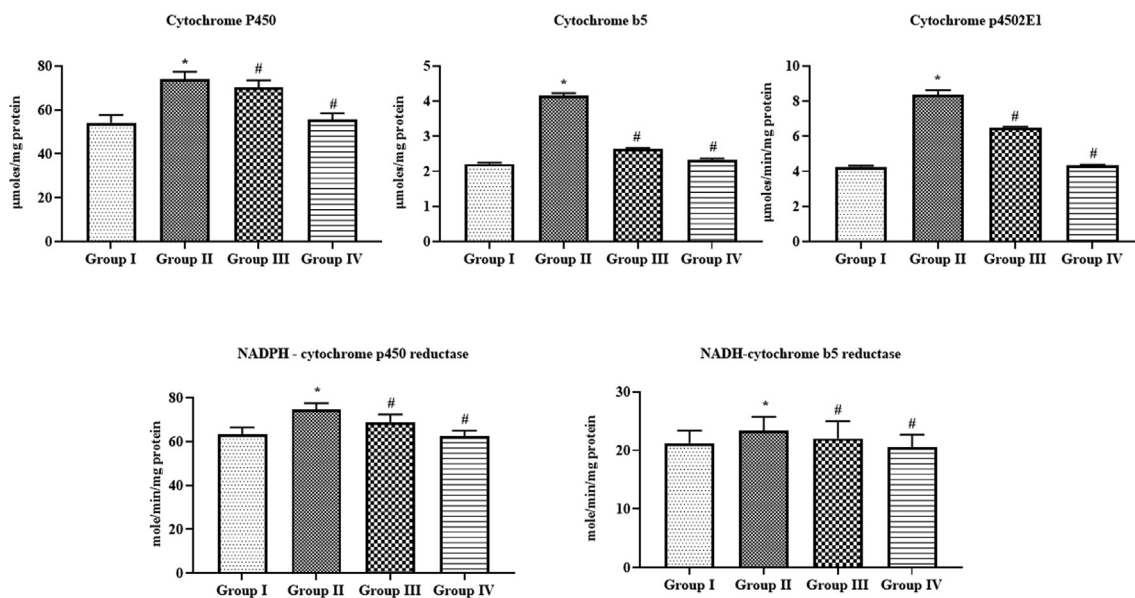 Cytochrome P450
µmoles/mg protein
80
60
40
20
0
*
#
#
Group I Group II Group III Group IV
Cytochrome b5
µmoles/mg protein
5
4
3
2
1
0
*
#
#
Group I Group II Group III Group IV
Cytochrome p4502E1
µmoles/min/mg protein
10
8
6
4
2
0
*
#
#
Group I Group II Group III Group IV
NADPH - cytochrome p450 reductase
mole/min/mg protein
80
60
40
20
0
*
#
#
Group I Group II Group III Group IV
NADH-cytochrome b5 reductase
mole/min/mg protein
30
20
10
0
*
#
#
Group I Group II Group III Group IV